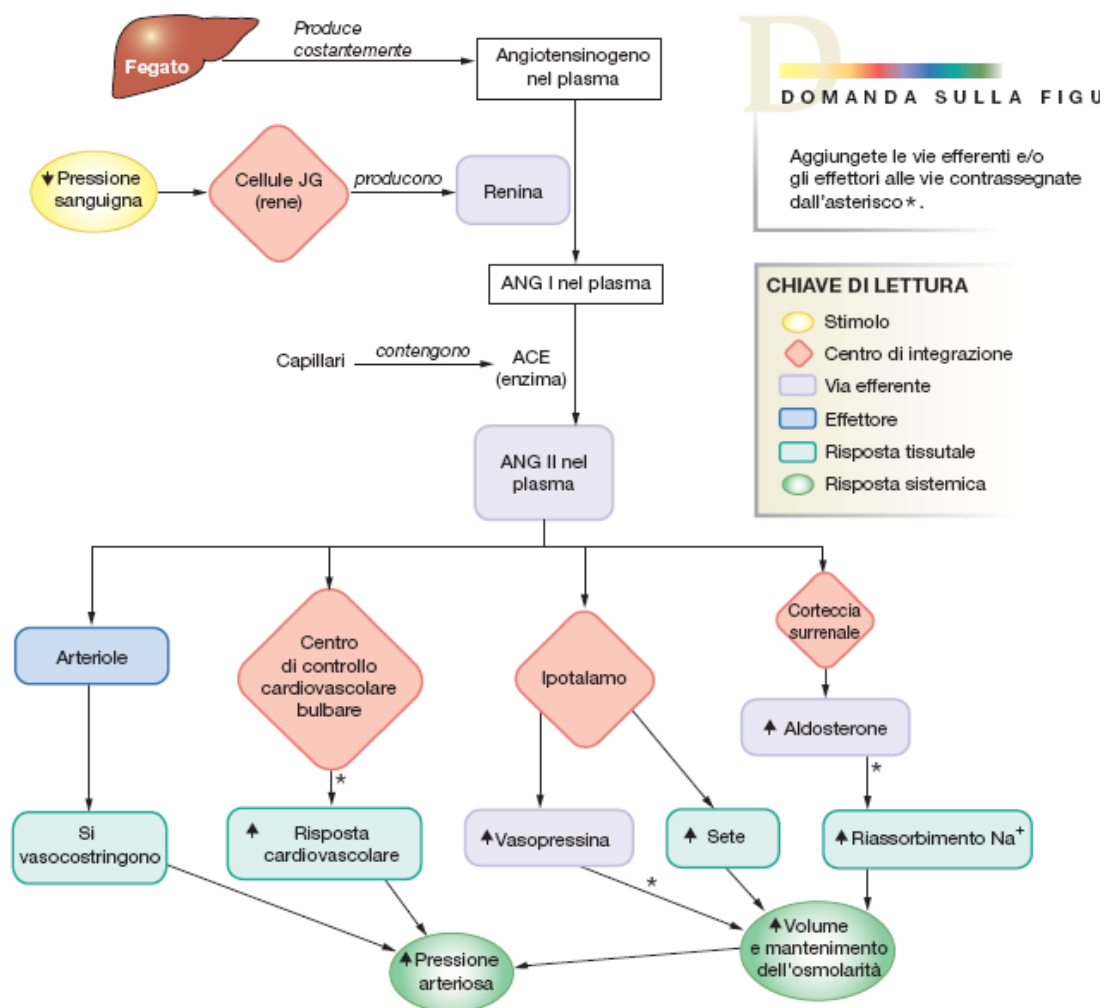 Fegato
Produce
costantemente
Angiotensinogeno
nel plasma
D
DOMANDA SULLA FIGU
Aggiungete le vie efferenti e/o
gli effettori alle vie contrassegnate
dall'asterisco*.
Pressione
sanguigna
Cellule JG
(rene)
producono
Renina
ANG I nel plasma
Capillari
contengono
ACE
(enzima)
CHIAVE DI LETTURA
Stimolo
Centro di integrazione
Via efferente
Effettore
Risposta tissutale
Risposta sistemica
ANG II nel
plasma
Arteriole
Centro
di controllo
cardiovascolare
bulbare
Ipotalamo
Corteccia
surrenale
Aldosterone
*
*
Si
vasocostringono
Risposta
cardiovascolare
Vasopressina
Sete
Riassorbimento Na+
*
Pressione
arteriosa
Volume
e mantenimento
dell'osmolarità